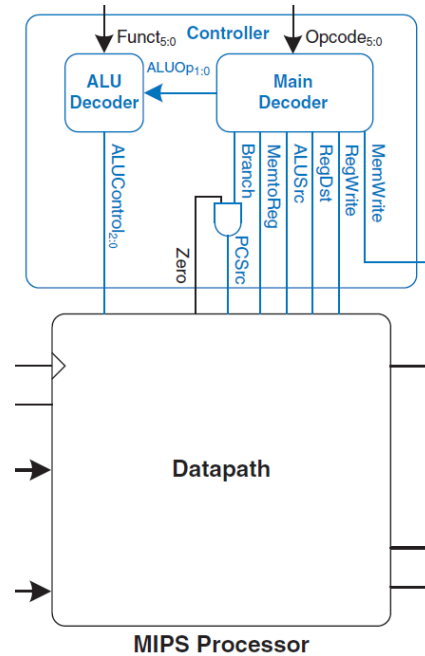 Controller
Funct5:0
Opcode5:0
ALU
Decoder
ALUOp1:0
Main
Decoder
ALUControl2:0
Zero
Branch
PCSrc
MemtoReg
ALUSrc
RegDst
RegWrite
MemWrite
Datapath
MIPS Processor